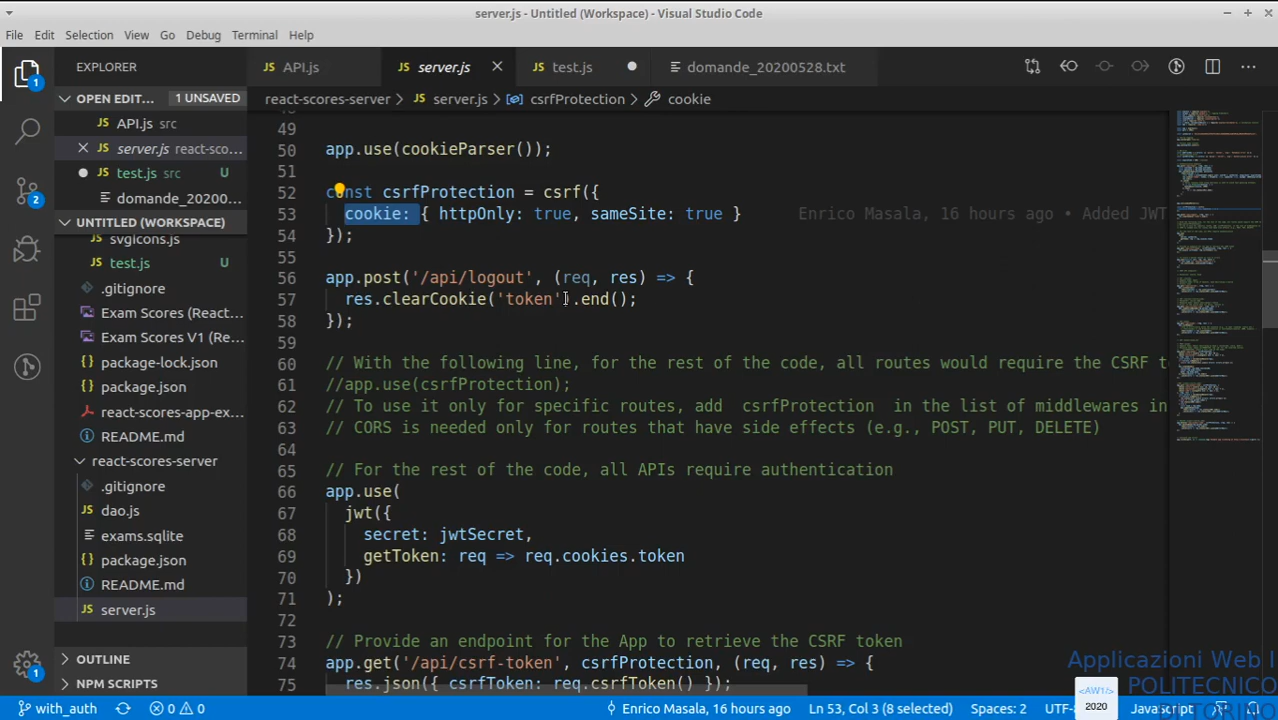 server.js - Untitled (Workspace) - Visual Studio Code
File Edit Selection View Go Debug Terminal Help
EXPLORER
API.js
server.js
test.js
domande_20200528.txt
OPEN EDIT... 1 UNSAVED
react-scores-server > server.js > csrfProtection > cookie
API.js src
server.js react-sco...
test.js U
domande_20200...
UNTITLED (WORKSPACE)
svgIcons.js
test.js U
.gitignore
Exam Scores (React...
Exam Scores V1 (React...
package-lock.json
package.json
react-scores-app-ex...
README.md
react-scores-server
.gitignore
dao.js
exams.sqlite
package.json
README.md
server.js
OUTLINE
NPM SCRIPTS
49
50 app.use(cookieParser());
51
52 const csrfProtection = csrf({
53 cookie: { httpOnly: true, sameSite: true } Enrico Masala, 16 hours ago • Added JWT
54 });
55
56 app.post('/api/logout', (req, res) => {
57 res.clearCookie('token').end();
58 });
59
60 // With the following line, for the rest of the code, all routes would require the CSRF to
61 //app.use(csrfProtection);
62 // To use it only fpr specific routes, add csrfProtection in the list of middlewares in
63 // CORS is needed only for routes that have side effects (e.g., POST, PUT, DELETE)
64
65 // For the rest of the code, all APIs require authentication
66 app.use(
67 jwt({
68 secret: jwtSecret,
69 getToken: req => req.cookies.token
70 })
71 );
72
73 // Provide an endpoint for the App to retrieve the CSRF token
74 app.get('/api/csrf-token', csrfProtection, (req, res) => {
75 res.json({ csrfToken: req.csrfToken() });
Applicazioni Web I
POLITECNICO
DI TORINO
AW1
2020
with_auth 0 0 Enrico Masala, 16 hours ago Ln 53, Col 3 (8 selected) Spaces: 2 UTF-8 Javascript